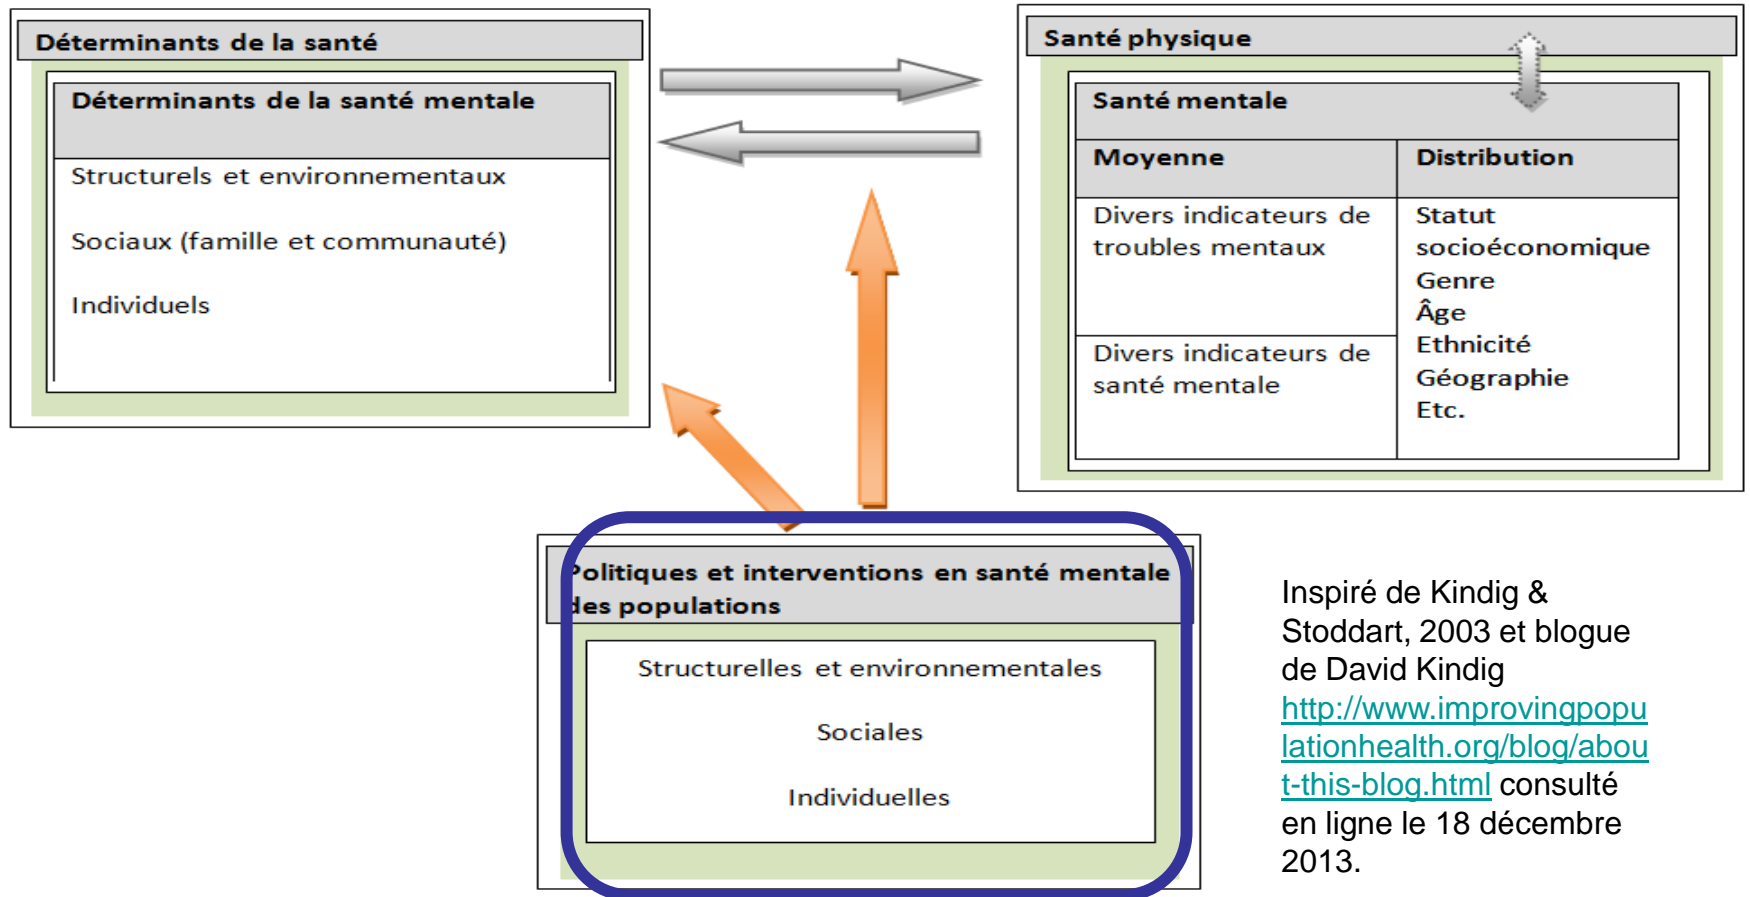 Déterminants de la santé
Déterminants de la santé mentale
Structurels et environnementaux
Sociaux (famille et communauté)
Individuels
Santé physique
Santé mentale
Moyenne
Distribution
Divers indicateurs de
troubles mentaux
Divers indicateurs de
santé mentale
Statut
socioéconomique
Genre
Âge
Ethnicité
Géographie
Etc.
Politiques et interventions en santé mentale
des populations
Structurelles et environnementales
Sociales
Individuelles
Inspiré de Kindig &
Stoddart, 2003 et blogue
de David Kindig
http://www.improvingpopu
lationhealth.org/blog/abou
t-this-blog.html consulté
en ligne le 18 décembre
2013.